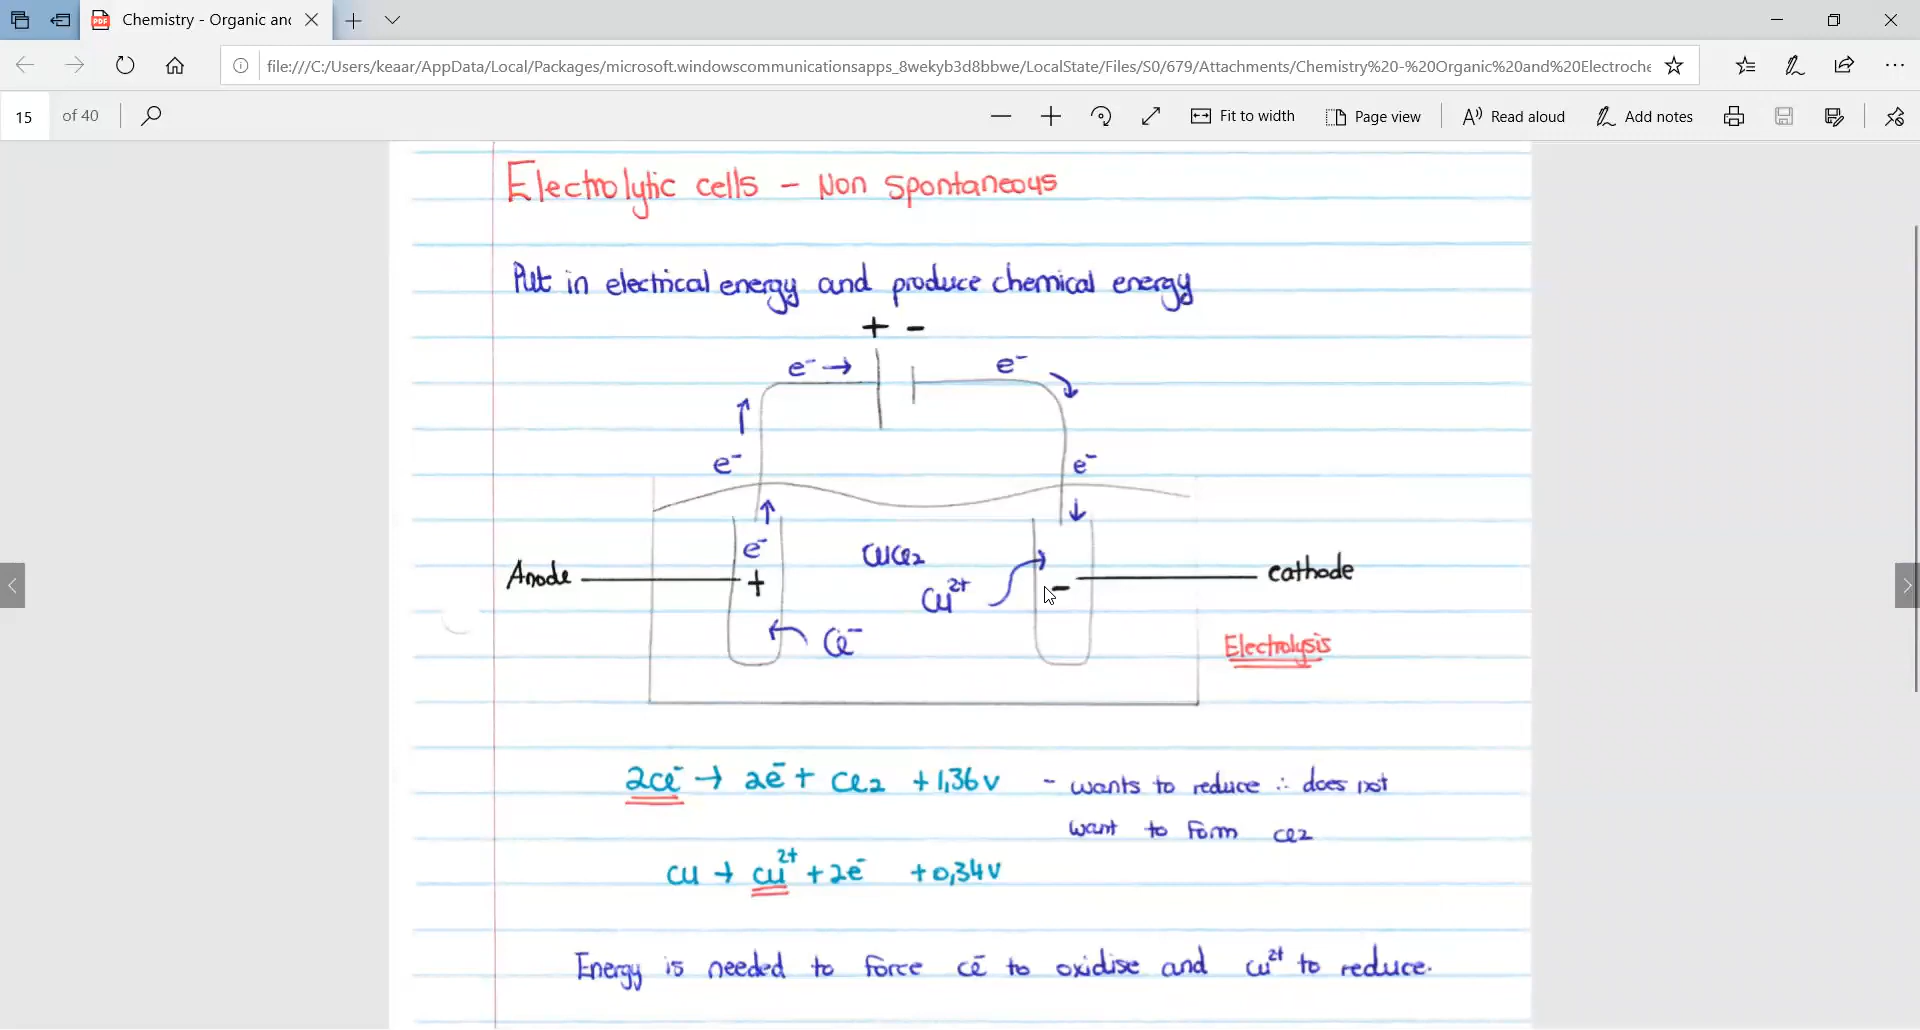 Chemistry - Organic and
file:///C:/Users/keaar/AppData/Local/Packages/microsoft.windowscommunicationsapps_8wekyb3d8bbwe/LocalState/Files/S0/679/Attachments/Chemistry%20-%20Organic%20and%20Electroche
15 of 40
Fit to width
Page view
Read aloud
Add notes
Electrolytic cells - Non spontaneous
Put in electrical energy and produce chemical energy
+ -
e⁻ → e⁻
e⁻ e⁻
e⁻ CuCl2
Anode + Cu²⁺ - cathode
Cl⁻ Electrolysis
2Cl⁻ → 2e⁻ + Cl2 +1,36V - wants to reduce ∴ does not
want to form Cl2
Cu → Cu²⁺ + 2e⁻ +0,34V
Energy is needed to force Cl⁻ to oxidise and Cu²⁺ to reduce.